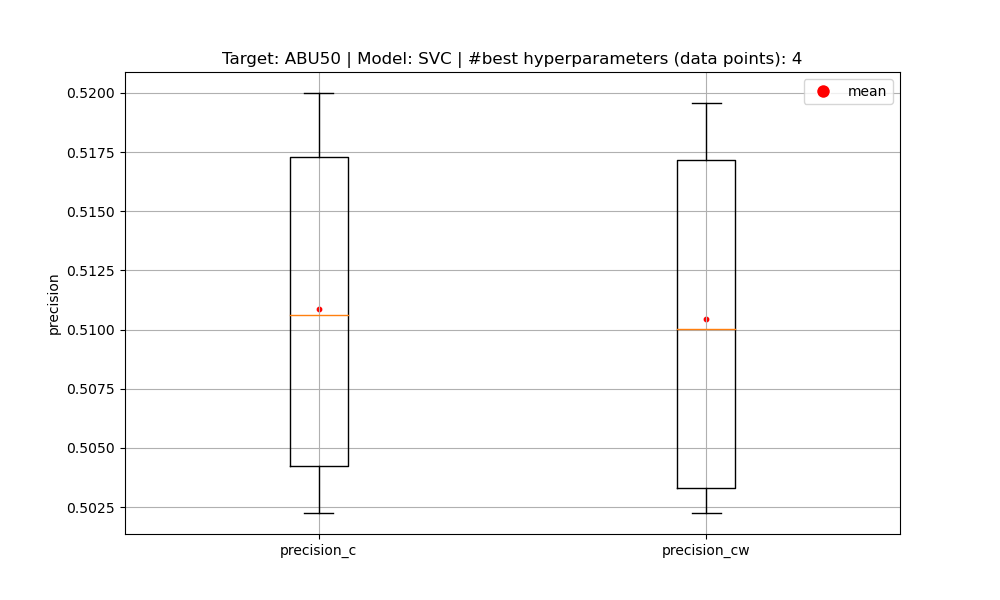 Target: ABU50 | Model: SVC | #best hyperparameters (data points): 4
mean
0.5200
0.5175
0.5150
0.5125
0.5100
0.5075
0.5050
0.5025
precision
precision_c
precision_cw